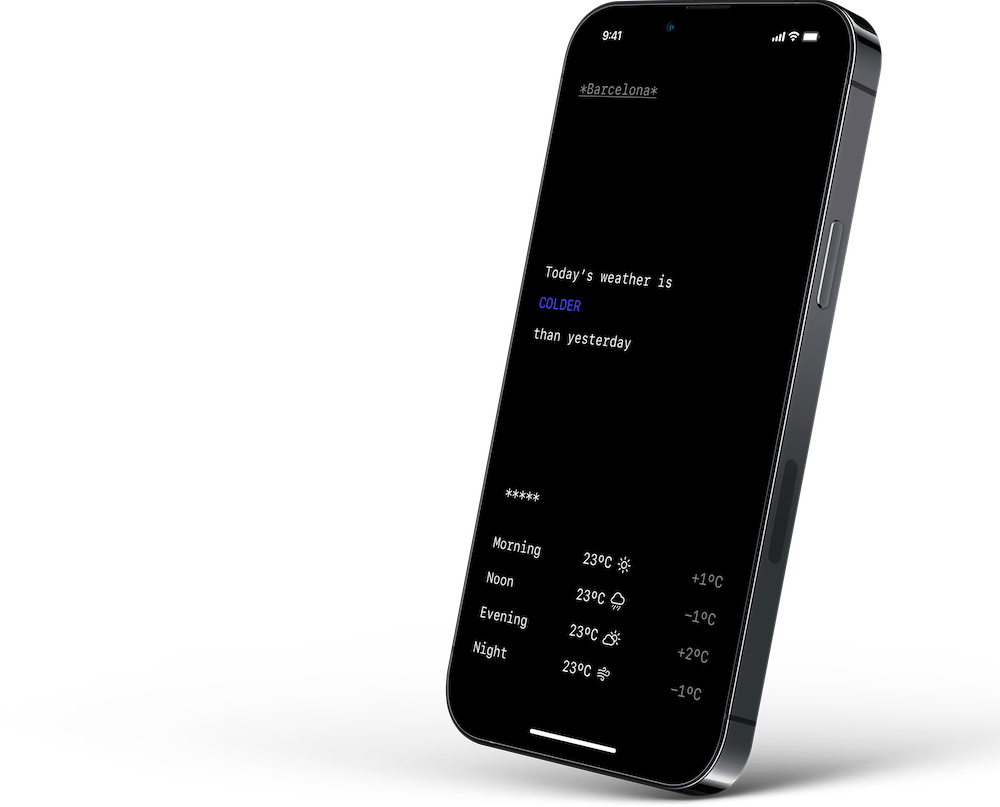 9:41
*Barcelona*
Today's weather is
COLDER
than yesterday
*****
Morning 23ºC +1ºC
Noon 23ºC -1ºC
Evening 23ºC +2ºC
Night 23ºC -1ºC